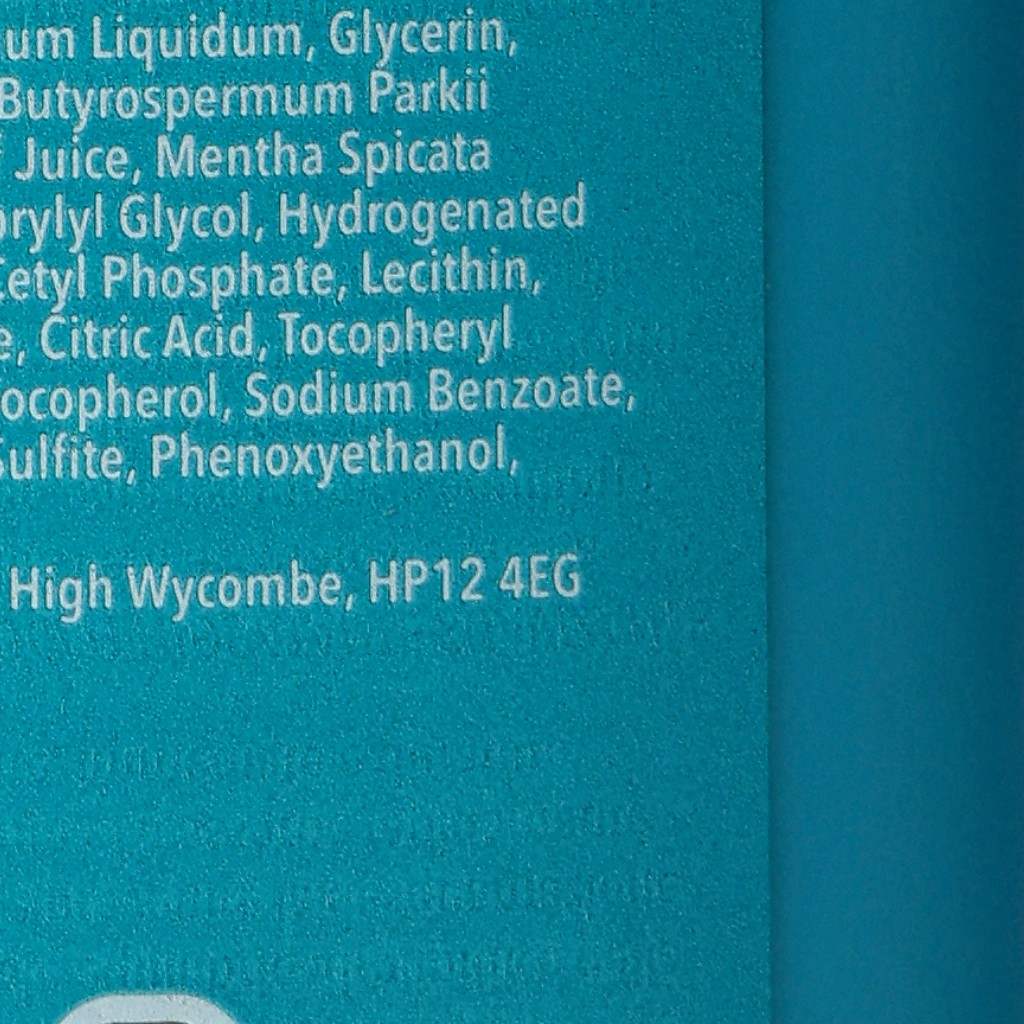 um Liquidum, Glycerin,
Butyrospermum Parkii
Juice, Mentha Spicata
prylyl Glycol, Hydrogenated
Cetyl Phosphate, Lecithin,
e, Citric Acid, Tocopheryl
ocopherol, Sodium Benzoate,
Sulfite, Phenoxyethanol,
High Wycombe, HP12 4EG